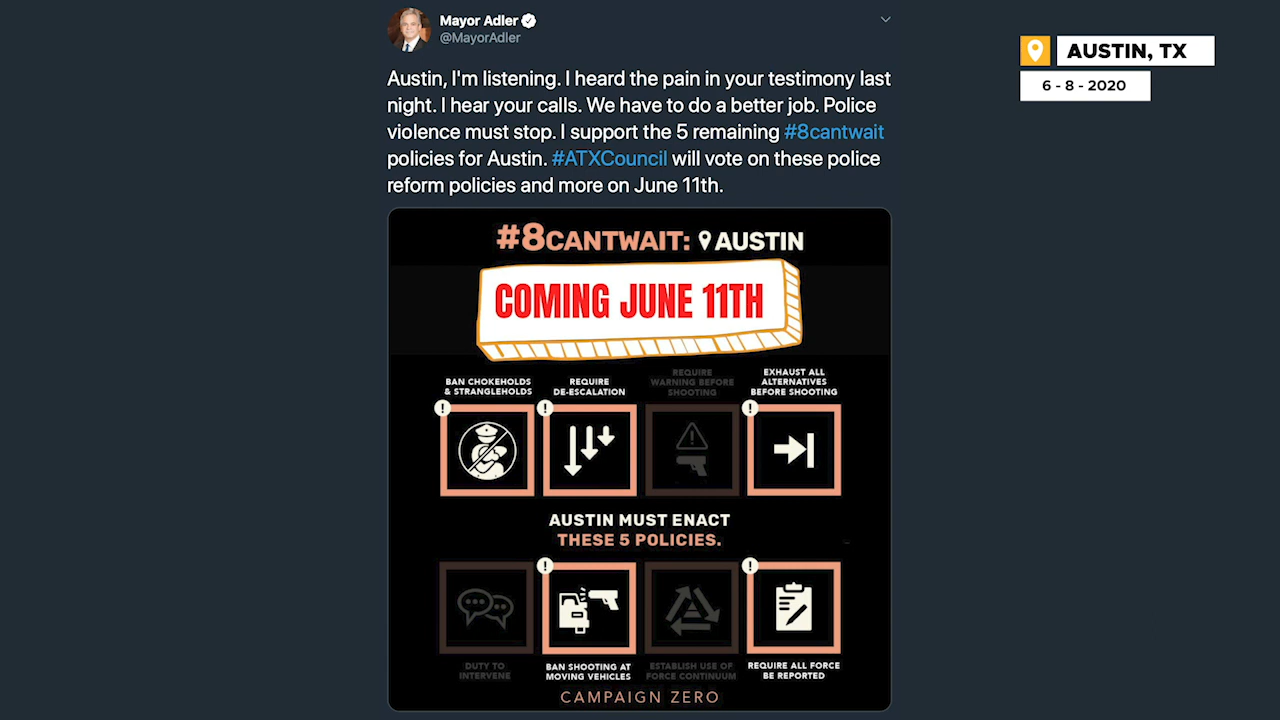 Mayor Adler
@MayorAdler
AUSTIN, TX
6 - 8 - 2020
Austin, I'm listening. I heard the pain in your testimony last
night. I hear your calls. We have to do a better job. Police
violence must stop. I support the 5 remaining #8cantwait
policies for Austin. #ATXCouncil will vote on these police
reform policies and more on June 11th.
#8CANTWAIT: AUSTIN
COMING JUNE 11TH
BAN CHOKEHOLDS
& STRANGLEHOLDS
REQUIRE
DE-ESCALATION
REQUIRE
WARNING BEFORE
SHOOTING
EXHAUST ALL
ALTERNATIVES
BEFORE SHOOTING
AUSTIN MUST ENACT
THESE 5 POLICIES.
DUTY TO
INTERVENE
BAN SHOOTING AT
MOVING VEHICLES
ESTABLISH USE OF
FORCE CONTINUUM
REQUIRE ALL FORCE
BE REPORTED
CAMPAIGN ZERO